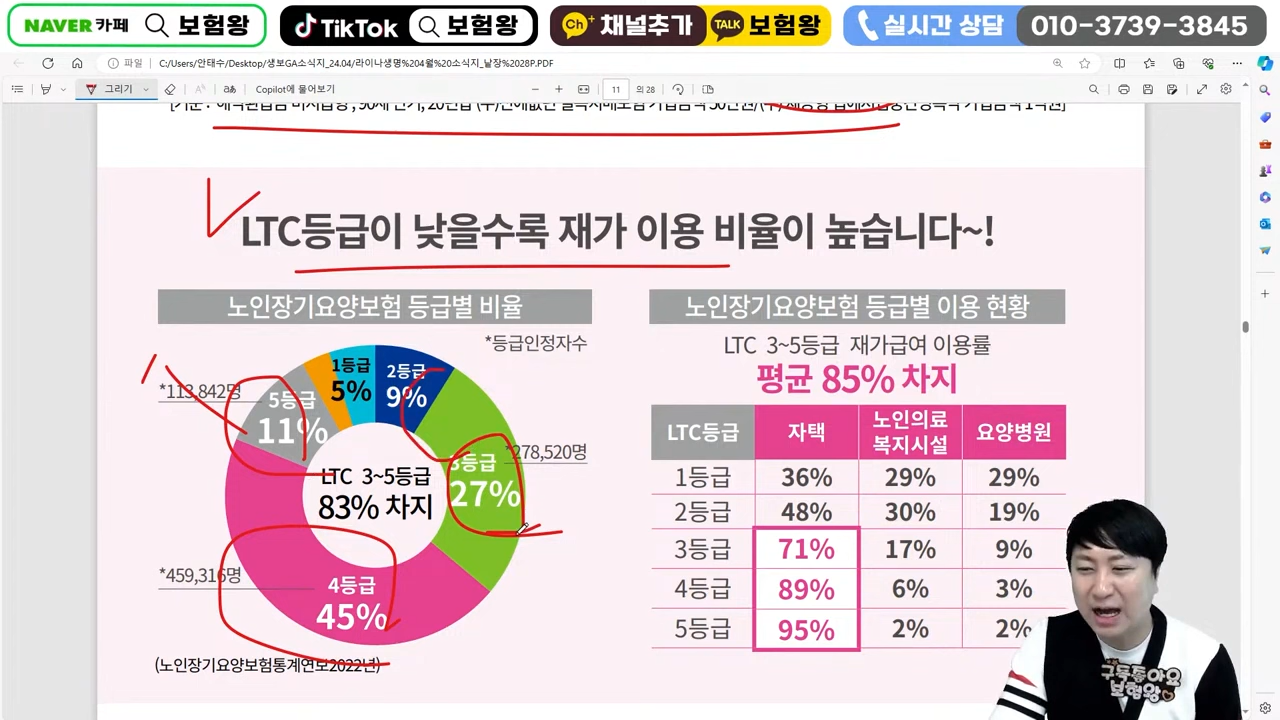 NAVER 카페 보험왕
TikTok 보험왕
Ch+ 채널추가 TALK 보험왕
실시간 상담 010-3739-3845
파일 C:/Users/안태수/Desktop/생보GA소식지_24.04/라이나생명%204월%20소식지_낱장%2028P.PDF
그리기 Copilot에 물어보기 11 의 28
LTC등급이 낮을수록 재가 이용 비율이 높습니다~!
노인장기요양보험 등급별 비율
*등급인정자수
1등급
5%
2등급
9%
*113,842명
5등급
11%
*278,520명
3등급
27%
LTC 3~5등급
83% 차지
*459,316명
4등급
45%
(노인장기요양보험통계연보2022년)
노인장기요양보험 등급별 이용 현황
LTC 3~5등급 재가급여 이용률
평균 85% 차지
LTC등급 자택 노인의료복지시설 요양병원
1등급 36% 29% 29%
2등급 48% 30% 19%
3등급 71% 17% 9%
4등급 89% 6% 3%
5등급 95% 2% 2%
구독좋아요
보험왕